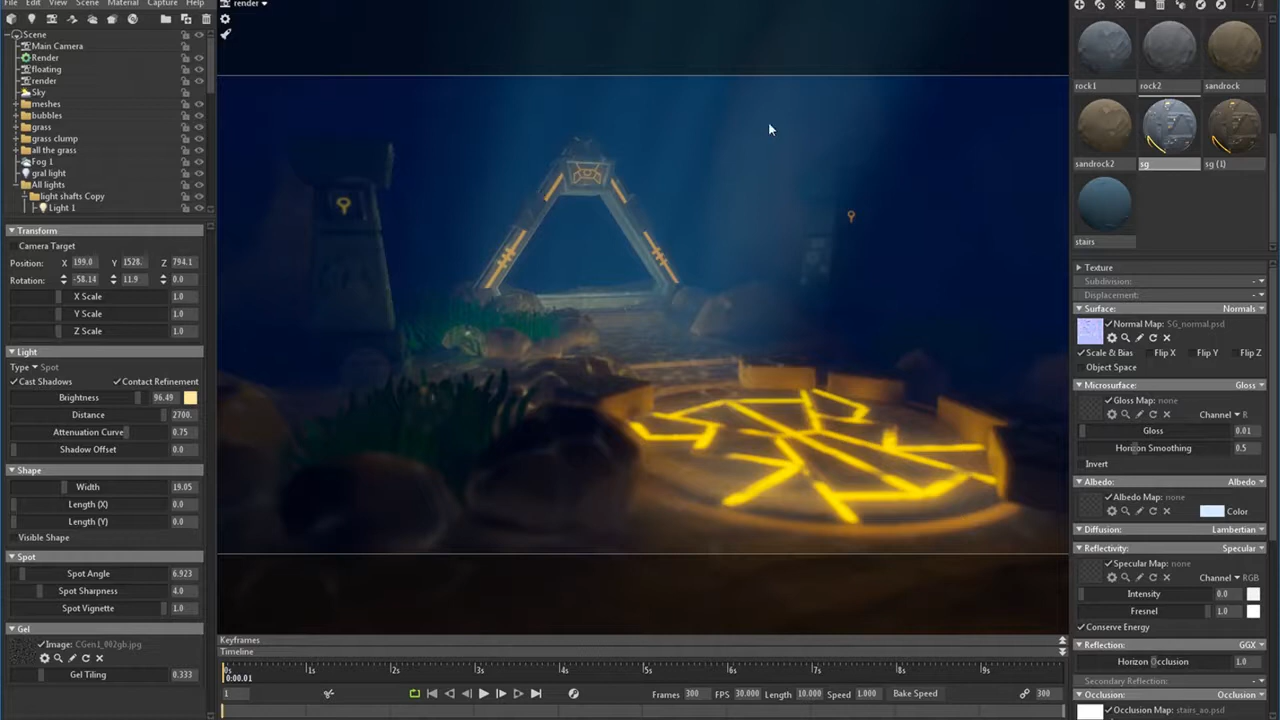 File Edit View Scene Material Capture Help
render
Scene
Main Camera
Render
floating
render
Sky
meshes
bubbles
grass
grass clump
all the grass
Fog 1
gral light
All lights
light shafts Copy
Light 1
Transform
Camera Target
Position: X 199.0 Y 1528. Z 794.1
Rotation: -58.14 11.9 0.0
X Scale 1.0
Y Scale 1.0
Z Scale 1.0
Light
Type Spot
Cast Shadows Contact Refinement
Brightness 96.49
Distance 2700.
Attenuation Curve 0.75
Shadow Offset 0.0
Shape
Width 19.05
Length (X) 0.0
Length (Y) 0.0
Visible Shape
Spot
Spot Angle 6.923
Spot Sharpness 4.0
Spot Vignette 1.0
Gel
Image: CGen1_002gb.jpg
Gel Tiling 0.333
Keyframes
Timeline
0s 1s 2s 3s 4s 5s 6s 7s 8s 9s
0:00.01
1 Frames 300 FPS 30.000 Length 10.000 Speed 1.000 Bake Speed 300
rock1 rock2 sandrock
sandrock2 sg sg (1)
stairs
Texture
Subdivision:
Displacement:
Surface: Normals
Normal Map: SG_normal.psd
Scale & Bias Flip X Flip Y Flip Z
Object Space
Microsurface: Gloss
Gloss Map: none
Channel R
Gloss 0.01
Horizon Smoothing 0.5
Invert
Albedo: Albedo
Albedo Map: none
Color
Diffusion: Lambertian
Reflectivity: Specular
Specular Map: none
Channel RGB
Intensity 0.0
Fresnel 1.0
Conserve Energy
Reflection: GGX
Horizon Occlusion 1.0
Secondary Reflection:
Occlusion: Occlusion
Occlusion Map: stairs_ao.psd